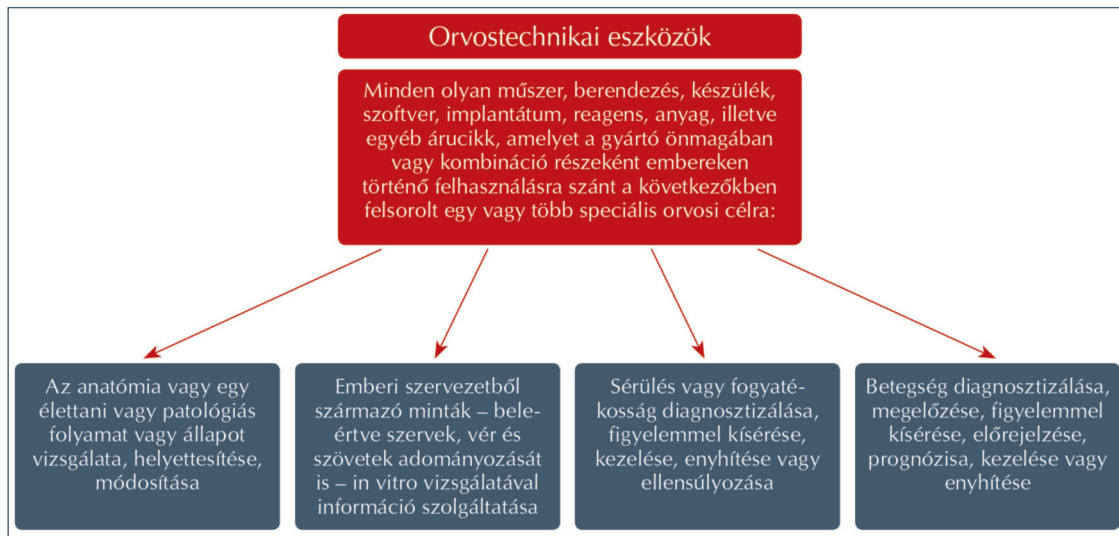 Orvostechnikai eszközök
Minden olyan műszer, berendezés, készülék,
szoftver, implantátum, reagens, anyag, illetve
egyéb árucikk, amelyet a gyártó önmagában
vagy kombináció részeként embereken
történő felhasználásra szánt a következőkben
felsorolt egy vagy több speciális orvosi célra:
Az anatómia vagy egy
élettani vagy patológiás
folyamat vagy állapot
vizsgálata, helyettesítése,
módosítása
Emberi szervezetből
származó minták – bele-
értve szervek, vér és
szövetek adományozását
is – in vitro vizsgálatával
információ szolgáltatása
Sérülés vagy fogyaté-
kosság diagnosztizálása,
figyelemmel kísérése,
kezelése, enyhítése vagy
ellensúlyozása
Betegség diagnosztizálása,
megelőzése, figyelemmel
kísérése, előrejelzése,
prognózisa, kezelése vagy
enyhítése